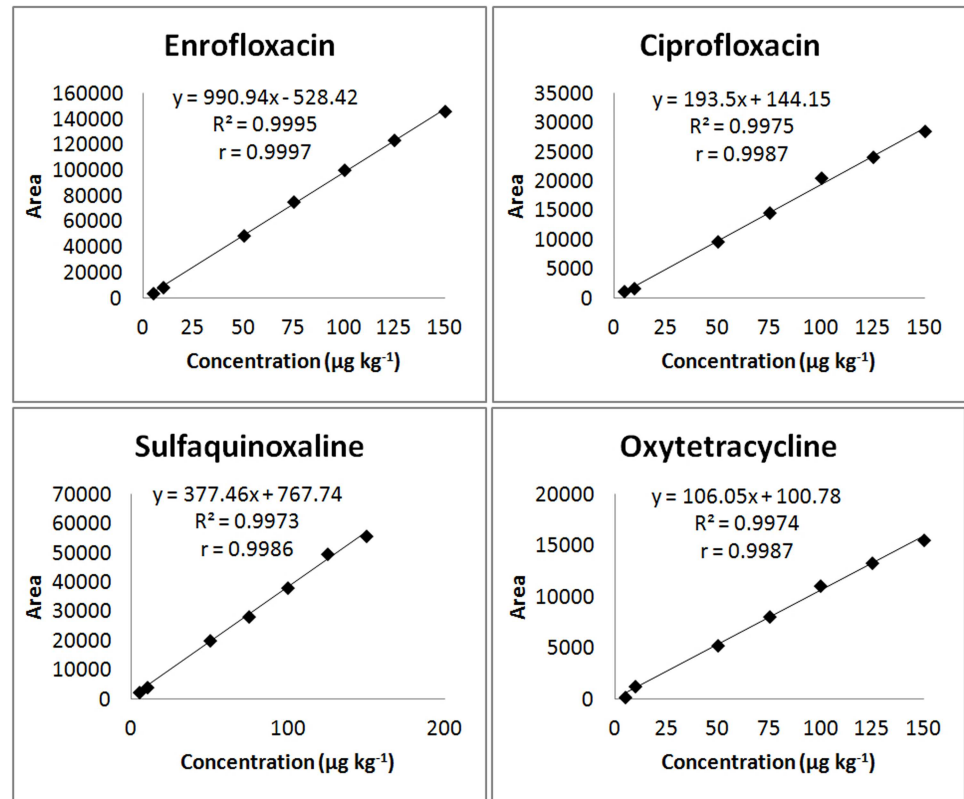 Enrofloxacin
y = 990.94x - 528.42
R² = 0.9995
r = 0.9997
160000
140000
120000
100000
80000
60000
40000
20000
0
Area
0 50 75 100 125 150
Concentration (µg kg⁻¹)
Ciprofloxacin
y = 193.5x + 144.15
R² = 0.9975
r = 0.9987
35000
30000
25000
20000
15000
10000
5000
0
Area
0 50 75 100 125 150
Concentration (µg kg⁻¹)
Sulfaquinoxaline
y = 377.46x + 767.74
R² = 0.9973
r = 0.9986
70000
60000
50000
40000
30000
20000
10000
0
Area
0 100 200
Concentration (µg kg⁻¹)
Oxytetracycline
y = 106.05x + 100.78
R² = 0.9974
r = 0.9987
20000
15000
10000
5000
0
Area
0 25 50 75 100 125 150
Concentration (µg kg⁻¹)